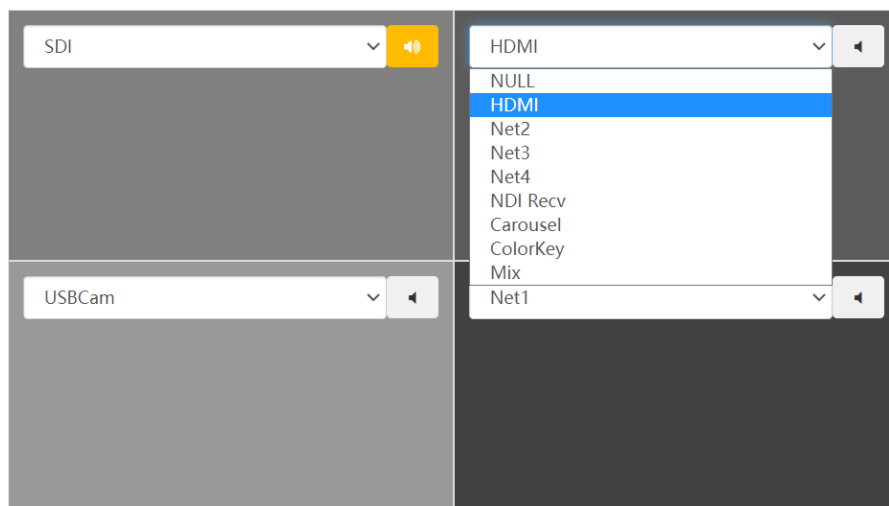 SDI
HDMI
NULL
HDMI
Net2
Net3
Net4
NDI Recv
Carousel
ColorKey
Mix
USBCam
Net1